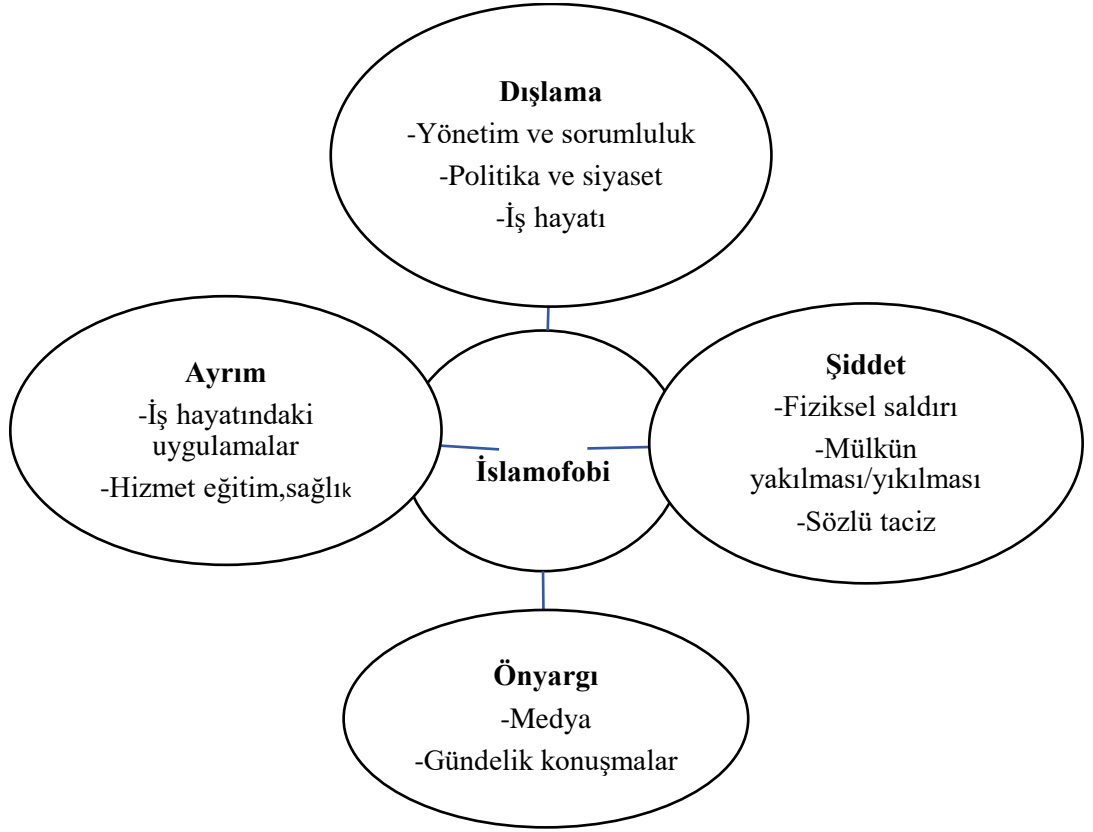 Dışlama
-Yönetim ve sorumluluk
-Politika ve siyaset
-İş hayatı
Ayrım
-İş hayatındaki
uygulamalar
-Hizmet eğitim,sağlık
İslamofobi
Şiddet
-Fiziksel saldırı
-Mülkün
yakılması/yıkılması
-Sözlü taciz
Önyargı
-Medya
-Gündelik konuşmalar